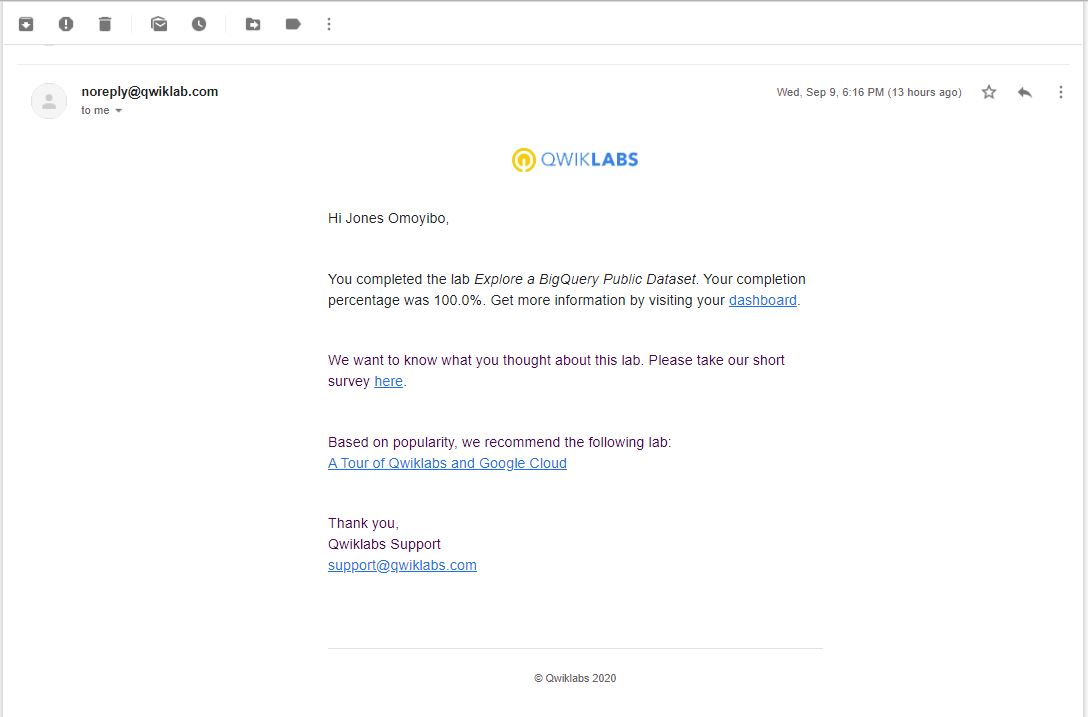 noreply@qwiklab.com
Wed, Sep 9, 6:16 PM (13 hours ago)
to me
QWIKLABS
Hi Jones Omoyibo,
You completed the lab Explore a BigQuery Public Dataset. Your completion
percentage was 100.0%. Get more information by visiting your dashboard.
We want to know what you thought about this lab. Please take our short
survey here.
Based on popularity, we recommend the following lab:
A Tour of Qwiklabs and Google Cloud
Thank you,
Qwiklabs Support
support@qwiklabs.com
© Qwiklabs 2020